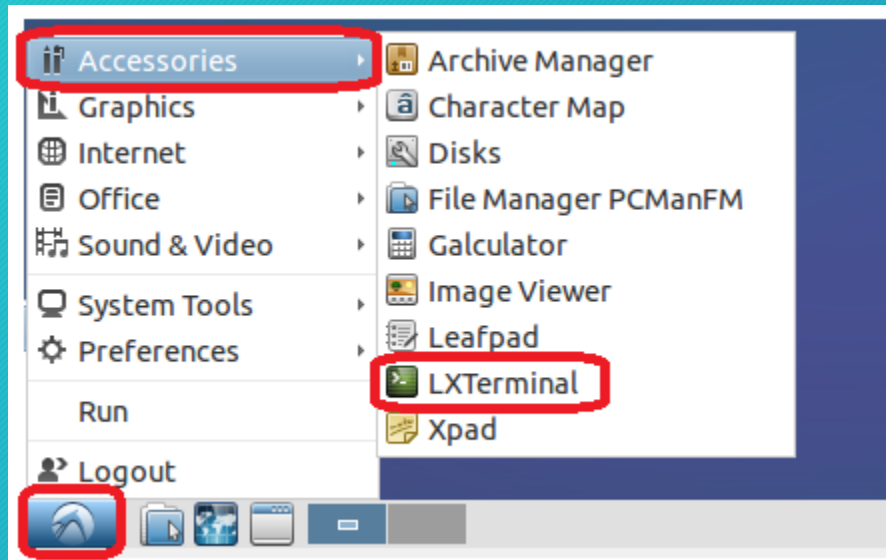 Accessories
Graphics
Internet
Office
Sound & Video
System Tools
Preferences
Run
Logout
Archive Manager
Character Map
Disks
File Manager PCManFM
Galculator
Image Viewer
Leafpad
LXTerminal
Xpad